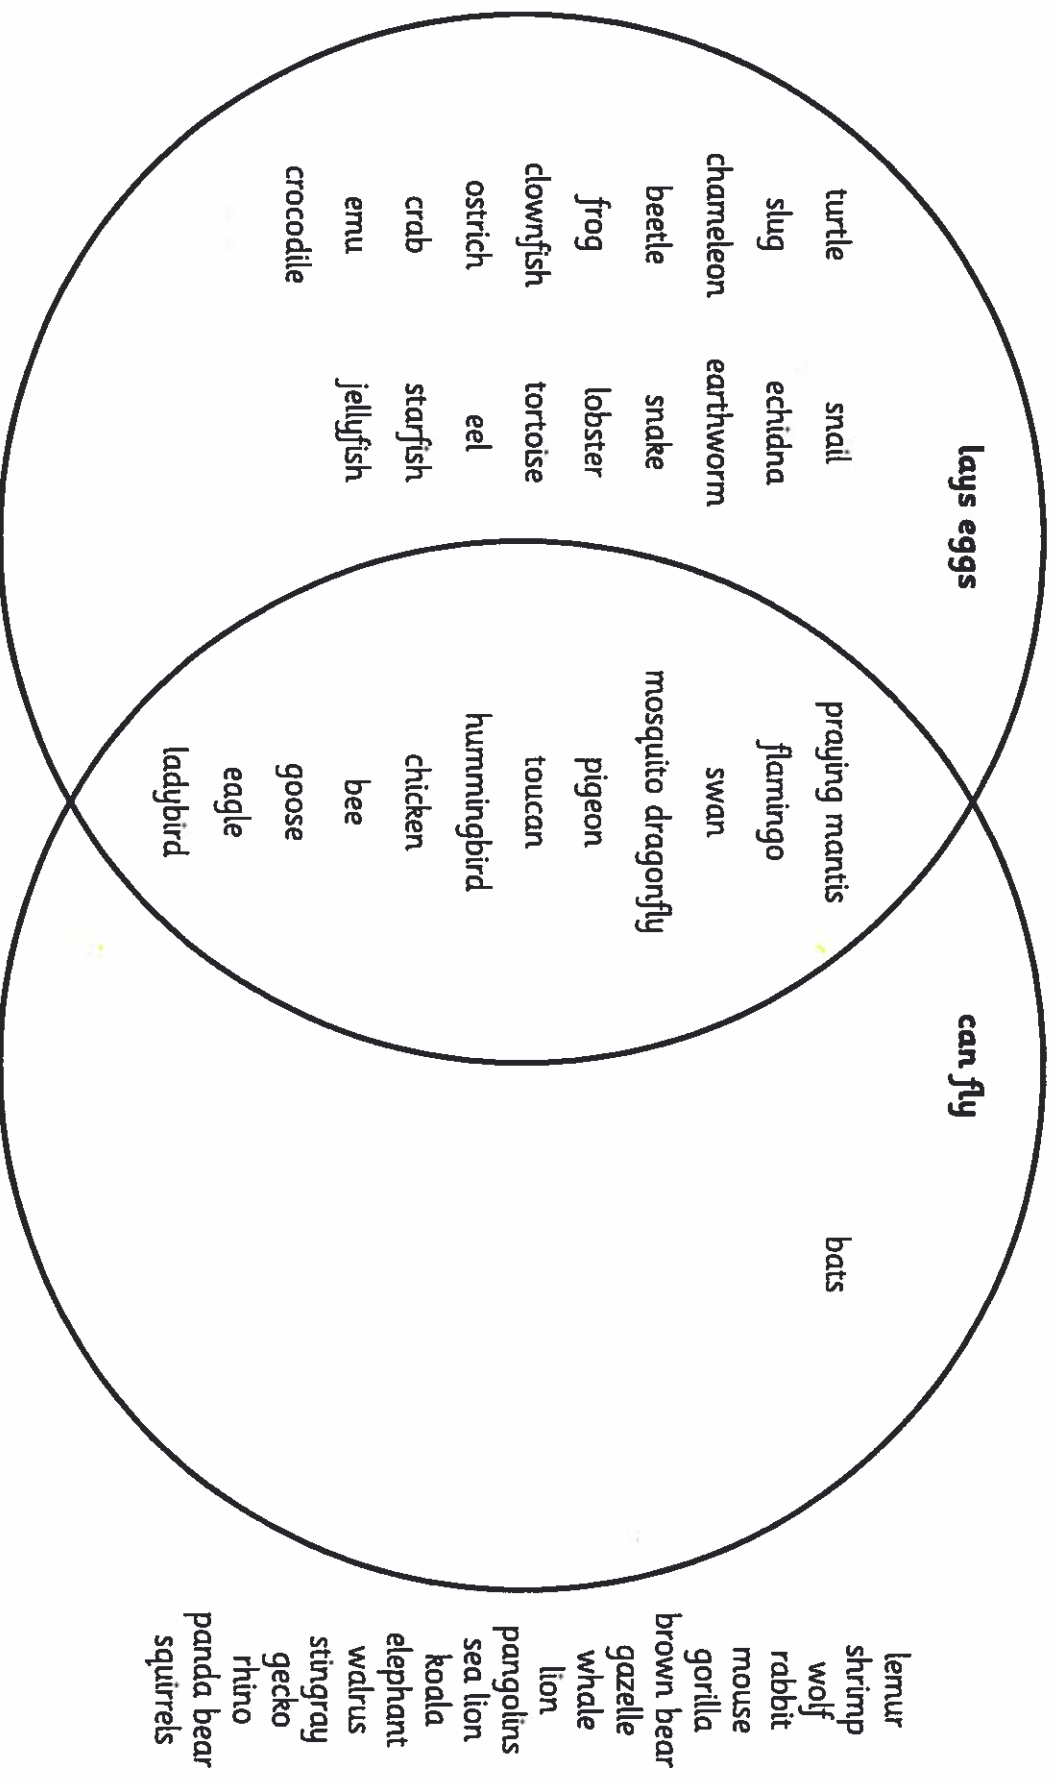 lays eggs
can fly
turtle
slug
chameleon
beetle
frog
clownfish
ostrich
crab
emu
crocodile
snail
echidna
earthworm
snake
lobster
tortoise
eel
starfish
jellyfish
praying mantis
flamingo
swan
mosquito dragonfly
pigeon
toucan
hummingbird
chicken
bee
goose
eagle
ladybird
bats
lemur
shrimp
wolf
rabbit
mouse
gorilla
brown bear
gazelle
whale
lion
pangolins
sea lion
koala
elephant
walrus
stingray
gecko
rhino
panda bear
squirrels